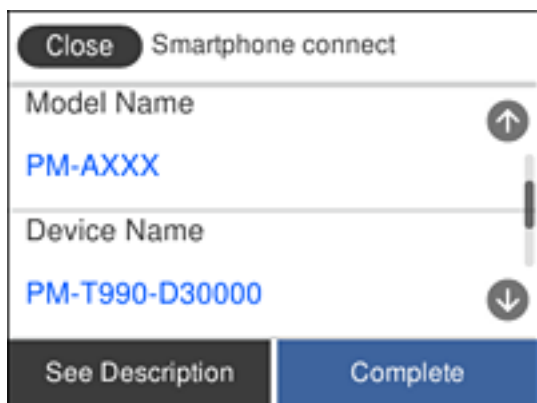 Close Smartphone connect
Model Name
PM-AXXX
Device Name
PM-T990-D30000
See Description Complete